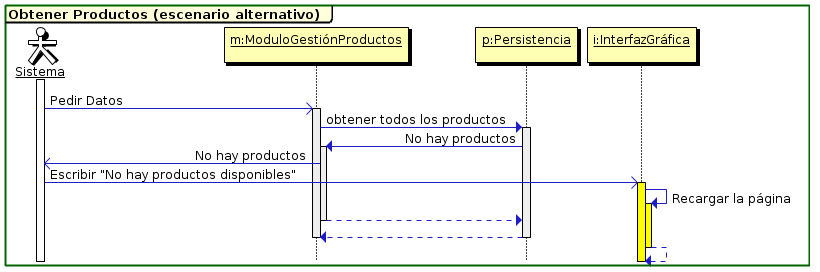 Obtener Productos (escenario alternativo)
m:ModuloGestiónProductos
p:Persistencia
i:InterfazGráfica
Sistema
Pedir Datos
obtener todos los productos
No hay productos
No hay productos
Escribir "No hay productos disponibles"
Recargar la página